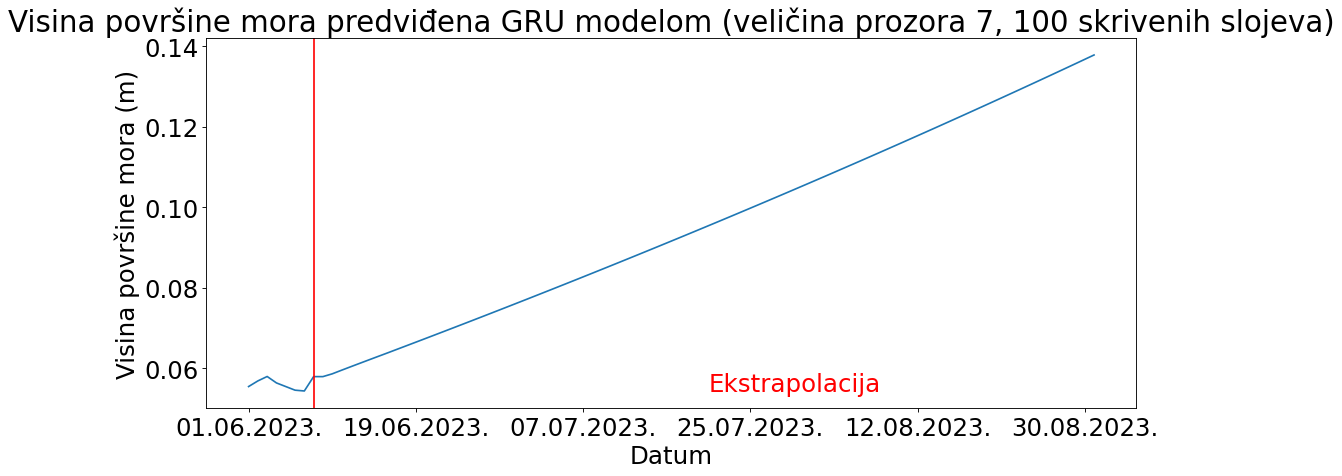 Visina površine mora predviđena GRU modelom (veličina prozora 7, 100 skrivenih slojeva)
Visina površine mora (m)
0.14
0.12
0.10
0.08
0.06
Ekstrapolacija
01.06.2023. 19.06.2023. 07.07.2023. 25.07.2023. 12.08.2023. 30.08.2023.
Datum